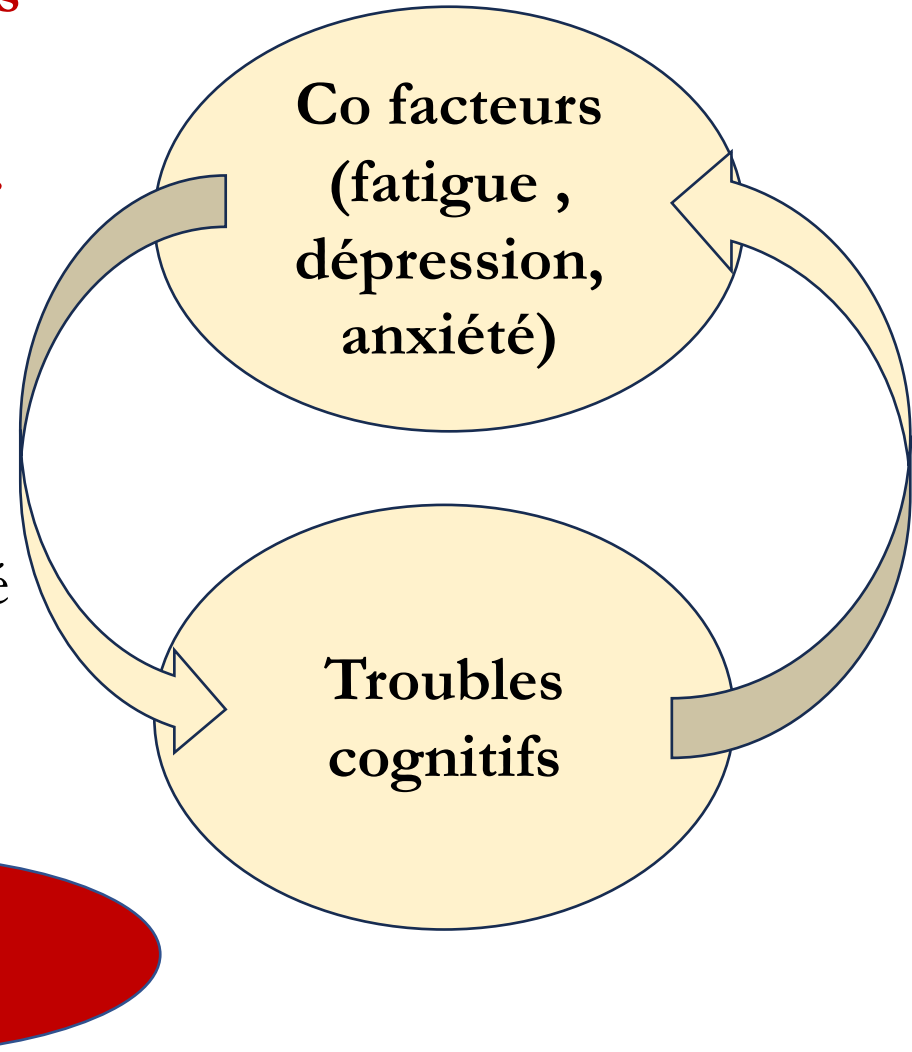 Co facteurs
(fatigue ,
dépression,
anxiété)
Troubles
cognitifs